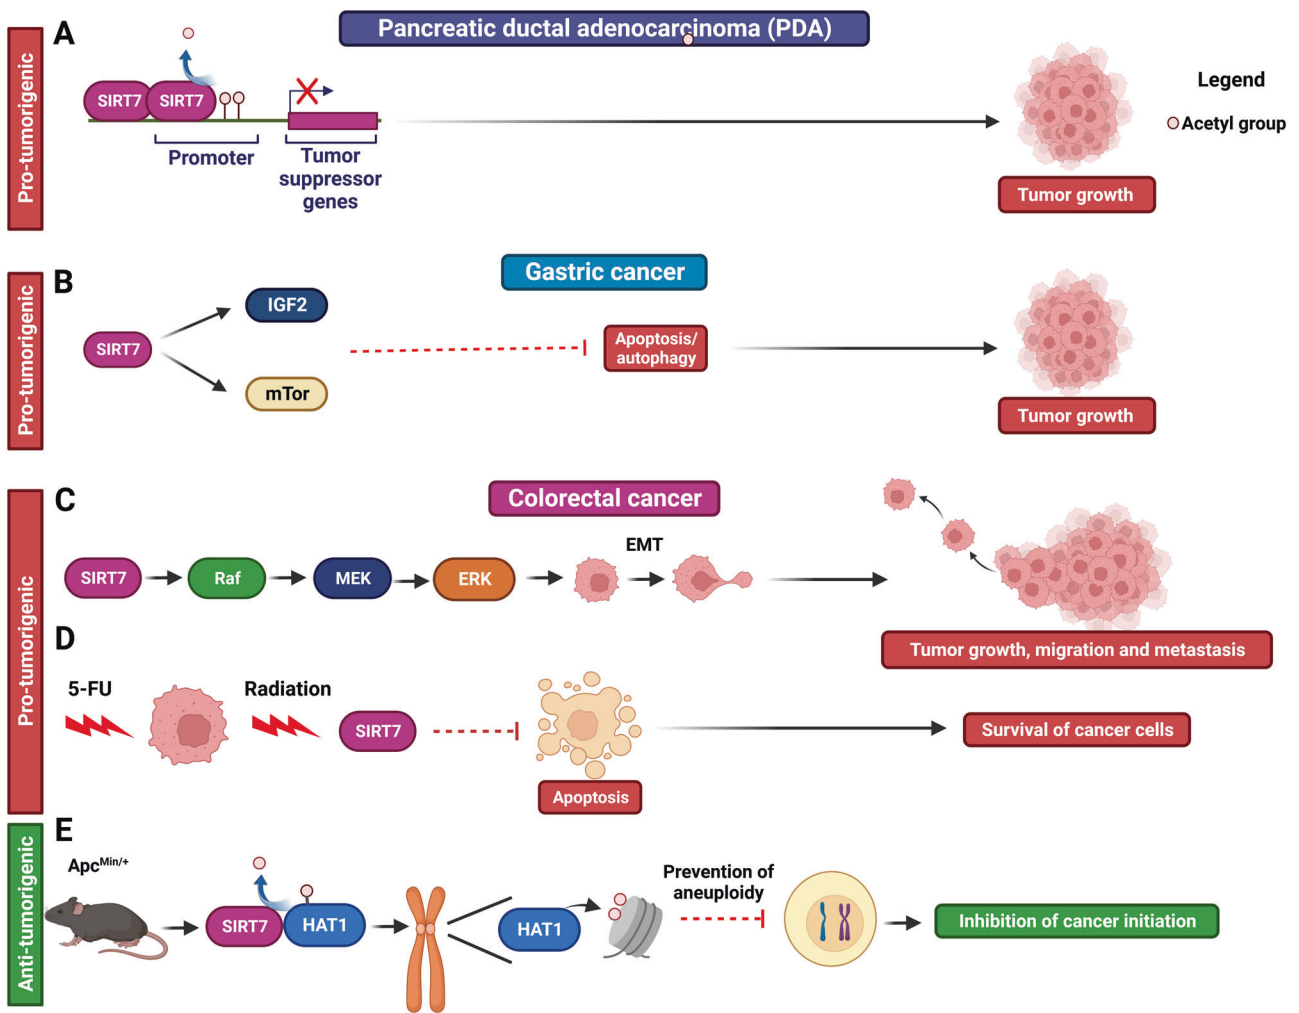 Pancreatic ductal adenocarcinoma (PDA)
Pro-tumorigenic
A
SIRT7
SIRT7
Promoter
Tumor
suppressor
genes
Tumor growth
Legend
Acetyl group
Pro-tumorigenic
B
Gastric cancer
SIRT7
IGF2
mTor
Apoptosis/
autophagy
Tumor growth
Pro-tumorigenic
C
Colorectal cancer
SIRT7
Raf
MEK
ERK
EMT
Tumor growth, migration and metastasis
D
5-FU
Radiation
SIRT7
Apoptosis
Survival of cancer cells
Anti-tumorigenic
E
ApcMin/+
SIRT7
HAT1
HAT1
Prevention of
aneuploidy
Inhibition of cancer initiation